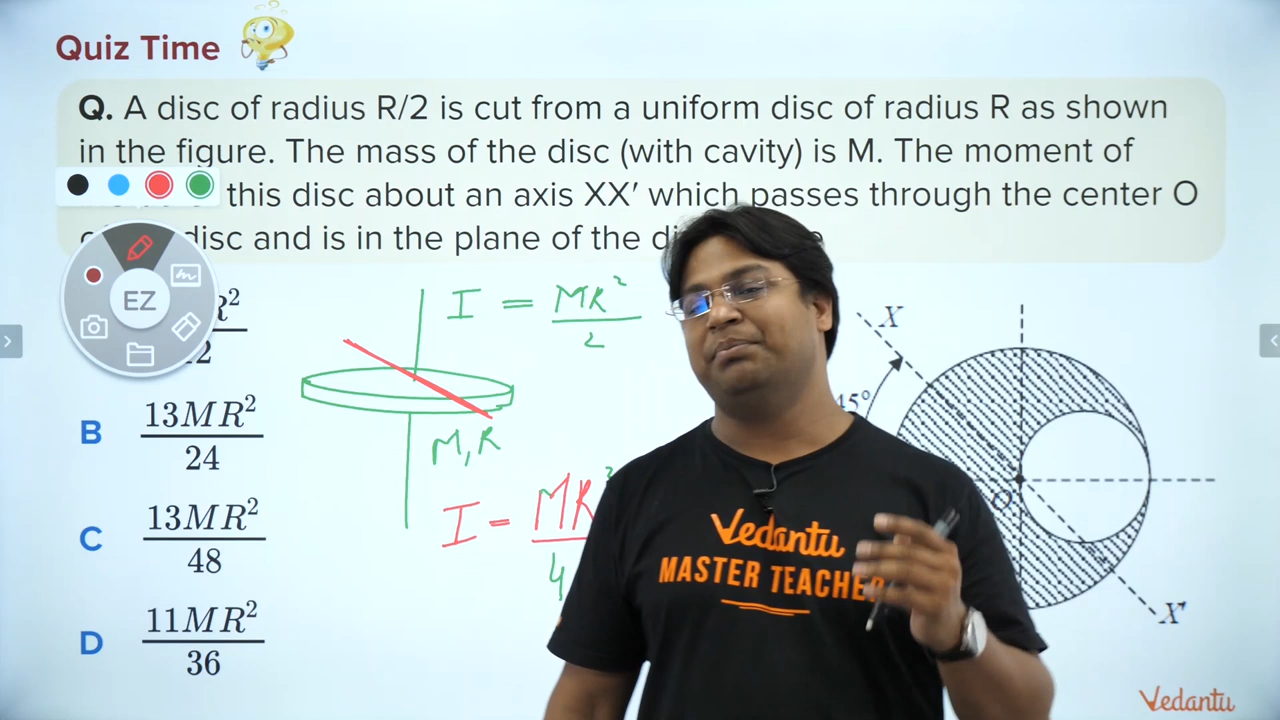 Quiz Time
Q. A disc of radius R/2 is cut from a uniform disc of radius R as shown
in the figure. The mass of the disc (with cavity) is M. The moment of
this disc about an axis XX′ which passes through the center O
disc and is in the plane of the
EZ
R²
I = MR²/2
X
45°
B 13MR²/24
M, R
O
C 13MR²/48
I = MR²/4
Vedantu
MASTER TEACHER
X′
D 11MR²/36
Vedantu